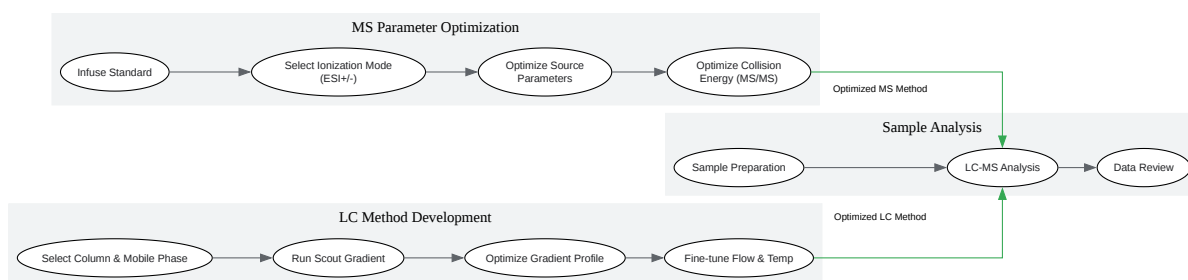 MS Parameter Optimization
Infuse Standard
Select Ionization Mode
(ESI+/-)
Optimize Source
Parameters
Optimize Collision
Energy (MS/MS)
Optimized MS Method
Sample Analysis
Sample Preparation
LC-MS Analysis
Data Review
LC Method Development
Optimized LC Method
Select Column & Mobile Phase
Run Scout Gradient
Optimize Gradient Profile
Fine-tune Flow & Temp